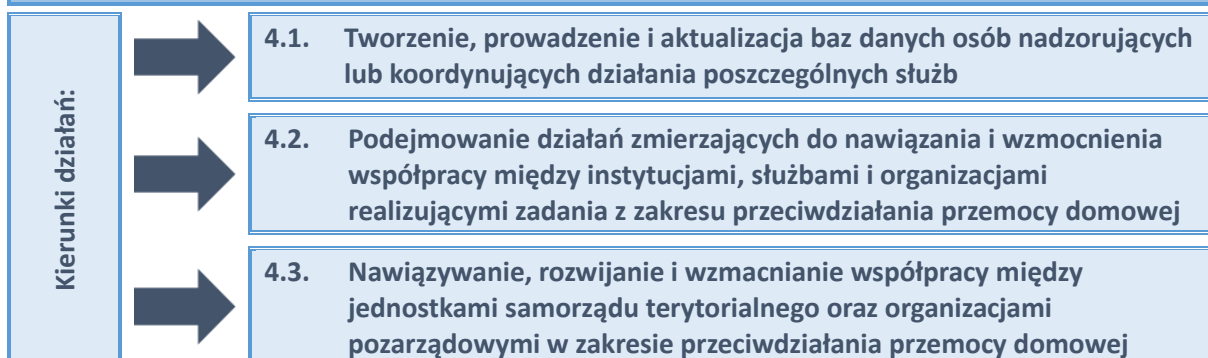 Kierunki działań:
4.1. Tworzenie, prowadzenie i aktualizacja baz danych osób nadzorujących
lub koordynujących działania poszczególnych służb
4.2. Podejmowanie działań zmierzających do nawiązania i wzmocnienia
współpracy między instytucjami, służbami i organizacjami
realizującymi zadania z zakresu przeciwdziałania przemocy domowej
4.3. Nawiązywanie, rozwijanie i wzmacnianie współpracy między
jednostkami samorządu terytorialnego oraz organizacjami
pozarządowymi w zakresie przeciwdziałania przemocy domowej